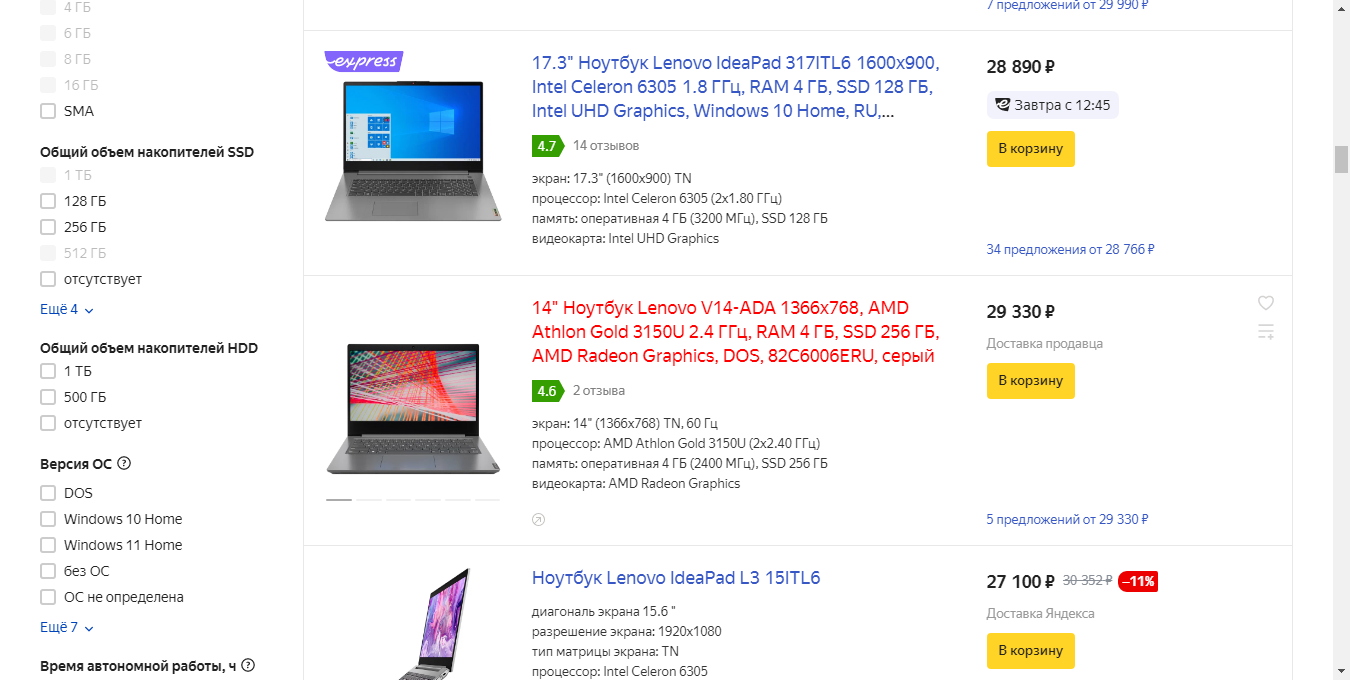 4 ГБ
6 ГБ
8 ГБ
16 ГБ
SMA
Общий объем накопителей SSD
1 ТБ
128 ГБ
256 ГБ
512 ГБ
отсутствует
Ещё 4
Общий объем накопителей HDD
1 ТБ
500 ГБ
отсутствует
Версия ОС
DOS
Windows 10 Home
Windows 11 Home
без ОС
ОС не определена
Ещё 7
Время автономной работы, ч
7 предложений от 29 990 ₽
express
17.3" Ноутбук Lenovo IdeaPad 317ITL6 1600x900,
Intel Celeron 6305 1.8 ГГц, RAM 4 ГБ, SSD 128 ГБ,
Intel UHD Graphics, Windows 10 Home, RU,...
4.7 14 отзывов
экран: 17.3" (1600x900) TN
процессор: Intel Celeron 6305 (2x1.80 ГГц)
память: оперативная 4 ГБ (3200 МГц), SSD 128 ГБ
видеокарта: Intel UHD Graphics
28 890 ₽
Завтра с 12:45
В корзину
34 предложения от 28 766 ₽
14" Ноутбук Lenovo V14-ADA 1366x768, AMD
Athlon Gold 3150U 2.4 ГГц, RAM 4 ГБ, SSD 256 ГБ,
AMD Radeon Graphics, DOS, 82C6006ERU, серый
4.6 2 отзыва
экран: 14" (1366x768) TN, 60 Гц
процессор: AMD Athlon Gold 3150U (2x2.40 ГГц)
память: оперативная 4 ГБ (2400 МГц), SSD 256 ГБ
видеокарта: AMD Radeon Graphics
29 330 ₽
Доставка продавца
В корзину
5 предложений от 29 330 ₽
Ноутбук Lenovo IdeaPad L3 15ITL6
диагональ экрана 15.6 "
разрешение экрана: 1920x1080
тип матрицы экрана: TN
процессор: Intel Celeron 6305
27 100 ₽ 30 352 ₽ –11%
Доставка Яндекса
В корзину